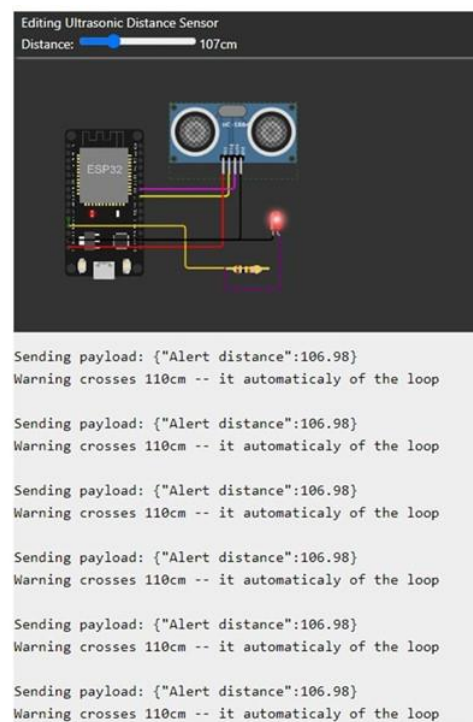 Editing Ultrasonic Distance Sensor
Distance: 107cm
HC-SR04
ESP32
Sending payload: {"Alert distance":106.98}
Warning crosses 110cm -- it automaticaly of the loop
Sending payload: {"Alert distance":106.98}
Warning crosses 110cm -- it automaticaly of the loop
Sending payload: {"Alert distance":106.98}
Warning crosses 110cm -- it automaticaly of the loop
Sending payload: {"Alert distance":106.98}
Warning crosses 110cm -- it automaticaly of the loop
Sending payload: {"Alert distance":106.98}
Warning crosses 110cm -- it automaticaly of the loop
Sending payload: {"Alert distance":106.98}
Warning crosses 110cm -- it automaticaly of the loop